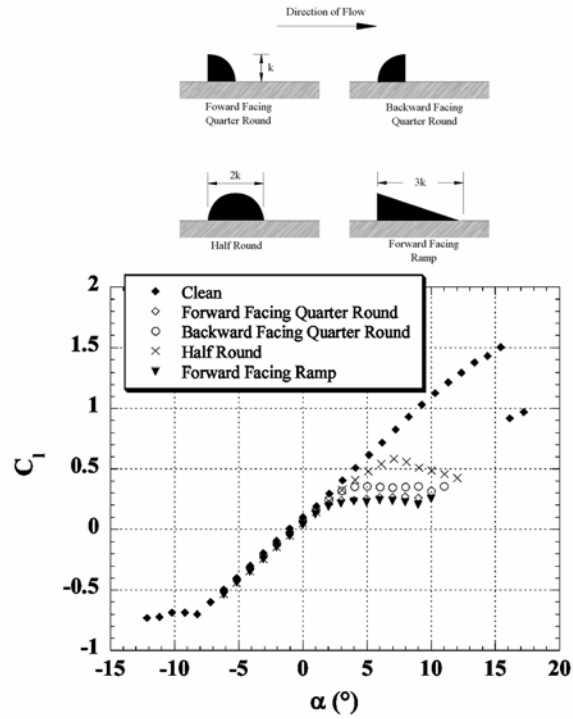 Direction of Flow
k
Foward Facing
Quarter Round
Backward Facing
Quarter Round
2k
3k
Half Round
Forward Facing
Ramp
Clean
Forward Facing Quarter Round
Backward Facing Quarter Round
Half Round
Forward Facing Ramp
2
1.5
1
0.5
0
-0.5
-1
C_l
-15 -10 -5 0 5 10 15 20
α (°)